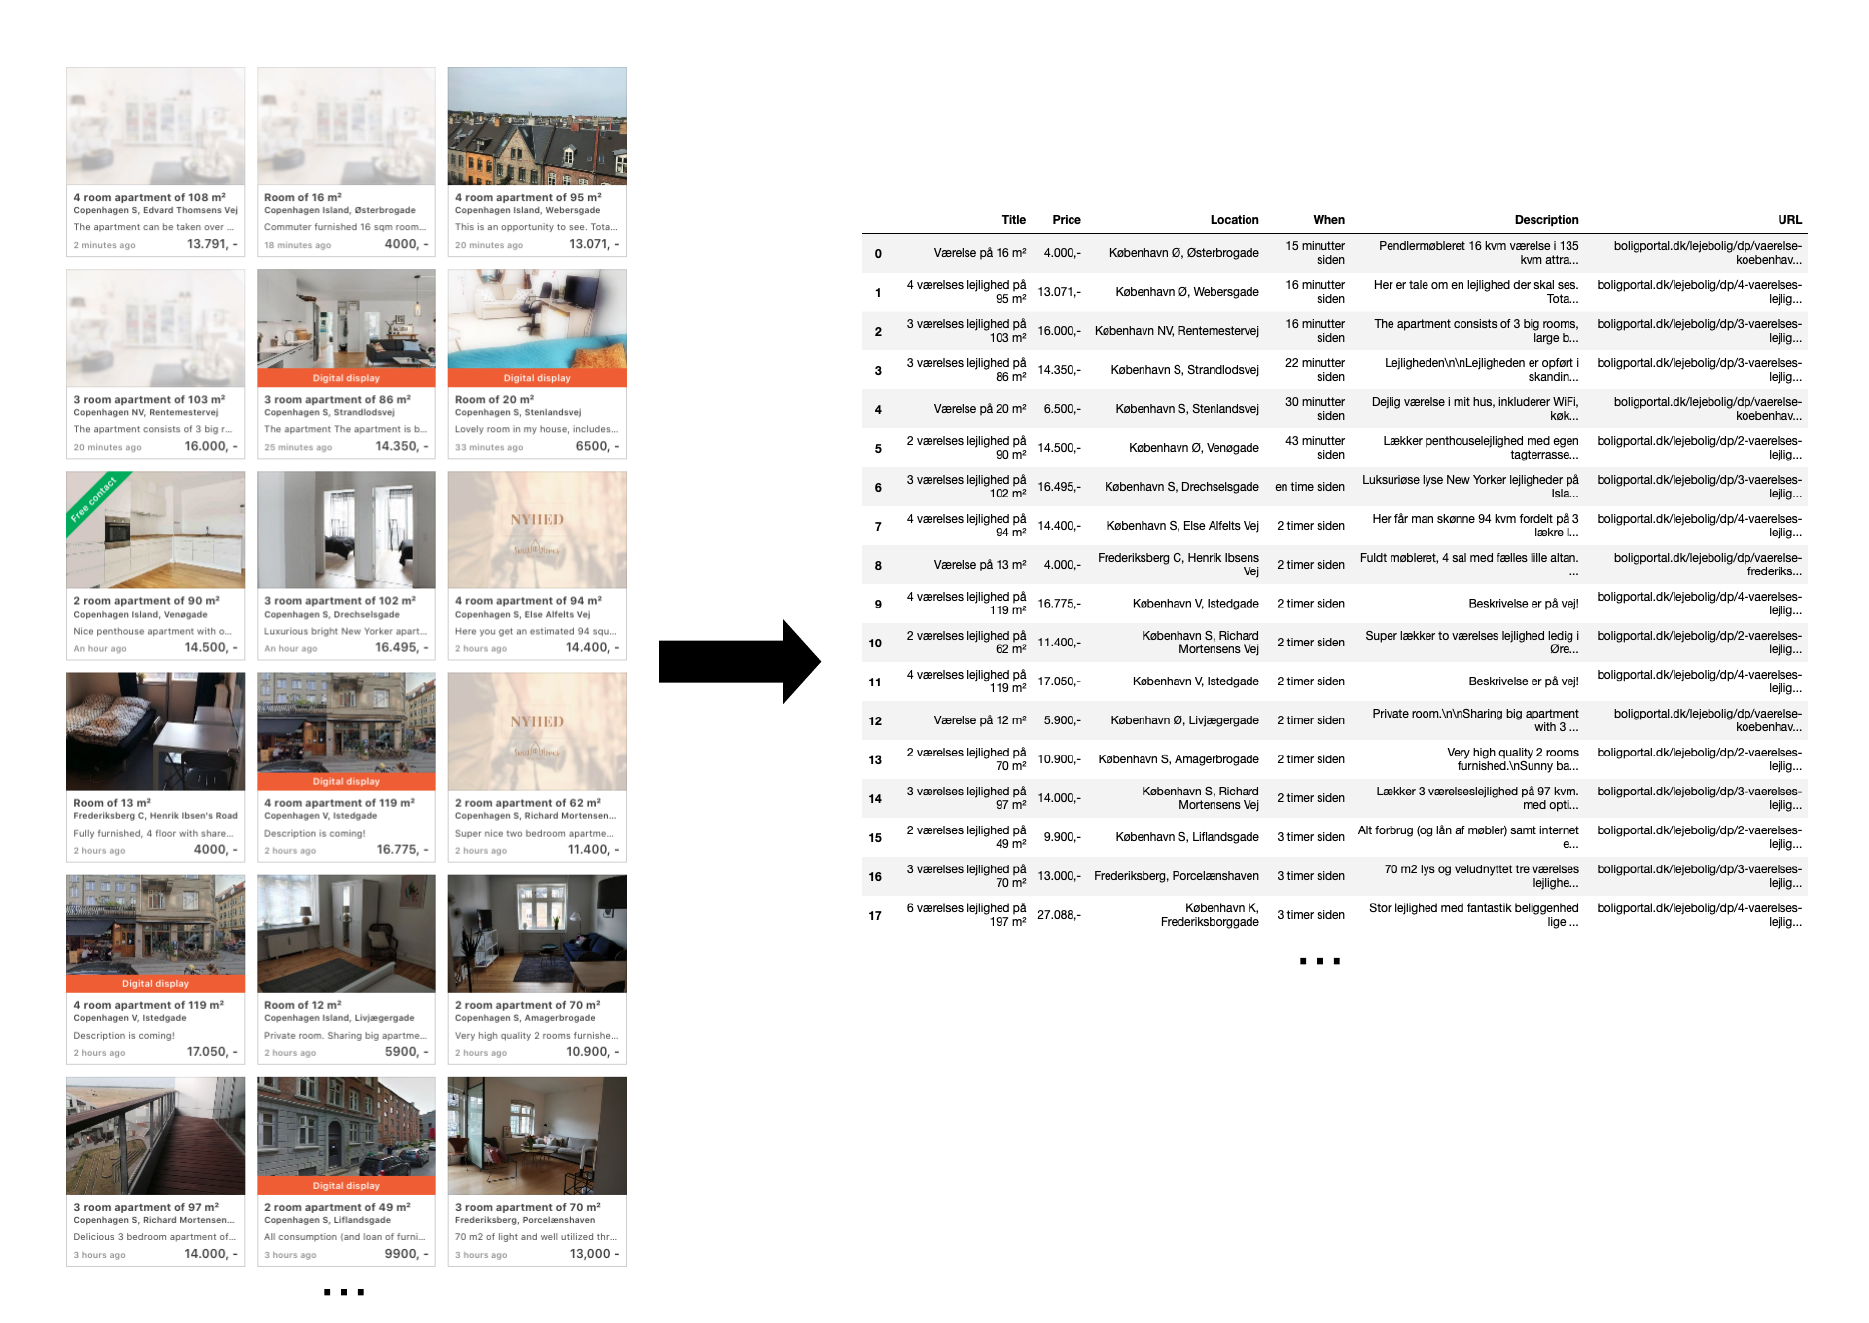 4 room apartment of 108 m²
Copenhagen S, Edvard Thomsens Vej
The apartment can be taken over ...
2 minutes ago 13.791, -
Room of 16 m²
Copenhagen Island, Østerbrogade
Commuter furnished 16 sqm room...
18 minutes ago 4000, -
4 room apartment of 95 m²
Copenhagen Island, Webersgade
This is an opportunity to see. Tota...
20 minutes ago 13.071, -
3 room apartment of 103 m²
Copenhagen NV, Rentemestervej
The apartment consists of 3 big r...
20 minutes ago 16.000, -
Digital display
3 room apartment of 86 m²
Copenhagen S, Strandlodsvej
The apartment The apartment is b...
25 minutes ago 14.350, -
Digital display
Room of 20 m²
Copenhagen S, Stenlandsvej
Lovely room in my house, includes...
33 minutes ago 6500, -
Free contact
2 room apartment of 90 m²
Copenhagen Island, Venøgade
Nice penthouse apartment with o...
An hour ago 14.500, -
3 room apartment of 102 m²
Copenhagen S, Drechselsgade
Luxurious bright New Yorker apart...
An hour ago 16.495, -
NYHED
4 room apartment of 94 m²
Copenhagen S, Else Alfelts Vej
Here you get an estimated 94 squ...
2 hours ago 14.400, -
Room of 13 m²
Frederiksberg C, Henrik Ibsen's Road
Fully furnished, 4 floor with share...
2 hours ago 4000, -
Digital display
4 room apartment of 119 m²
Copenhagen V, Istedgade
Description is coming!
2 hours ago 16.775, -
NYHED
2 room apartment of 62 m²
Copenhagen S, Richard Mortensen...
Super nice two bedroom apartme...
2 hours ago 11.400, -
Digital display
4 room apartment of 119 m²
Copenhagen V, Istedgade
Description is coming!
2 hours ago 17.050, -
Room of 12 m²
Copenhagen Island, Livjægergade
Private room. Sharing big apartme...
2 hours ago 5900, -
2 room apartment of 70 m²
Copenhagen S, Amagerbrogade
Very high quality 2 rooms furnishe...
2 hours ago 10.900, -
3 room apartment of 97 m²
Copenhagen S, Richard Mortensen...
Delicious 3 bedroom apartment of...
3 hours ago 14.000, -
Digital display
2 room apartment of 49 m²
Copenhagen S, Liflandsgade
All consumption (and loan of furni...
3 hours ago 9900, -
3 room apartment of 70 m²
Frederiksberg, Porcelænshaven
70 m2 of light and well utilized thr...
3 hours ago 13,000 -
...
Title Price Location When Description URL
0 Værelse på 16 m² 4.000,- København Ø, Østerbrogade 15 minutter siden Pendlermøbleret 16 kvm værelse i 135 kvm attra... boligportal.dk/lejebolig/dp/vaerelse-koebenhav...
1 4 værelses lejlighed på 95 m² 13.071,- København Ø, Webersgade 16 minutter siden Her er tale om en lejlighed der skal ses. Tota... boligportal.dk/lejebolig/dp/4-vaerelses-lejlig...
2 3 værelses lejlighed på 103 m² 16.000,- København NV, Rentemestervej 16 minutter siden The apartment consists of 3 big rooms, large b... boligportal.dk/lejebolig/dp/3-vaerelses-lejlig...
3 3 værelses lejlighed på 86 m² 14.350,- København S, Strandlodsvej 22 minutter siden Lejligheden\n\nLejligheden er opført i skandin... boligportal.dk/lejebolig/dp/3-vaerelses-lejlig...
4 Værelse på 20 m² 6.500,- København S, Stenlandsvej 30 minutter siden Dejlig værelse i mit hus, inkluderer WiFi, køk... boligportal.dk/lejebolig/dp/vaerelse-koebenhav...
5 2 værelses lejlighed på 90 m² 14.500,- København Ø, Venøgade 43 minutter siden Lækker penthouselejlighed med egen tagterrasse... boligportal.dk/lejebolig/dp/2-vaerelses-lejlig...
6 3 værelses lejlighed på 102 m² 16.495,- København S, Drechselsgade en time siden Luksuriøse lyse New Yorker lejligheder på Isla... boligportal.dk/lejebolig/dp/3-vaerelses-lejlig...
7 4 værelses lejlighed på 94 m² 14.400,- København S, Else Alfelts Vej 2 timer siden Her får man skønne 94 kvm fordelt på 3 lækre l... boligportal.dk/lejebolig/dp/4-vaerelses-lejlig...
8 Værelse på 13 m² 4.000,- Frederiksberg C, Henrik Ibsens Vej 2 timer siden Fuldt møbleret, 4 sal med fælles lille altan. ... boligportal.dk/lejebolig/dp/vaerelse-frederiks...
9 4 værelses lejlighed på 119 m² 16.775,- København V, Istedgade 2 timer siden Beskrivelse er på vej! boligportal.dk/lejebolig/dp/4-vaerelses-lejlig...
10 2 værelses lejlighed på 62 m² 11.400,- København S, Richard Mortensens Vej 2 timer siden Super lækker to værelses lejlighed ledig i Øre... boligportal.dk/lejebolig/dp/2-vaerelses-lejlig...
11 4 værelses lejlighed på 119 m² 17.050,- København V, Istedgade 2 timer siden Beskrivelse er på vej! boligportal.dk/lejebolig/dp/4-vaerelses-lejlig...
12 Værelse på 12 m² 5.900,- København Ø, Livjægergade 2 timer siden Private room.\n\nSharing big apartment with 3 ... boligportal.dk/lejebolig/dp/vaerelse-koebenhav...
13 2 værelses lejlighed på 70 m² 10.900,- København S, Amagerbrogade 2 timer siden Very high quality 2 rooms furnished.\nSunny ba... boligportal.dk/lejebolig/dp/2-vaerelses-lejlig...
14 3 værelses lejlighed på 97 m² 14.000,- København S, Richard Mortensens Vej 2 timer siden Lækker 3 værelseslejlighed på 97 kvm. med opti... boligportal.dk/lejebolig/dp/3-vaerelses-lejlig...
15 2 værelses lejlighed på 49 m² 9.900,- København S, Liflandsgade 3 timer siden Alt forbrug (og lån af møbler) samt internet e... boligportal.dk/lejebolig/dp/2-vaerelses-lejlig...
16 3 værelses lejlighed på 70 m² 13.000,- Frederiksberg, Porcelænshaven 3 timer siden 70 m2 lys og veludnyttet tre værelses lejlighe... boligportal.dk/lejebolig/dp/3-vaerelses-lejlig...
17 6 værelses lejlighed på 197 m² 27.088,- København K, Frederiksborggade 3 timer siden Stor lejlighed med fantastik beliggenhed lige ... boligportal.dk/lejebolig/dp/4-vaerelses-lejlig...
...